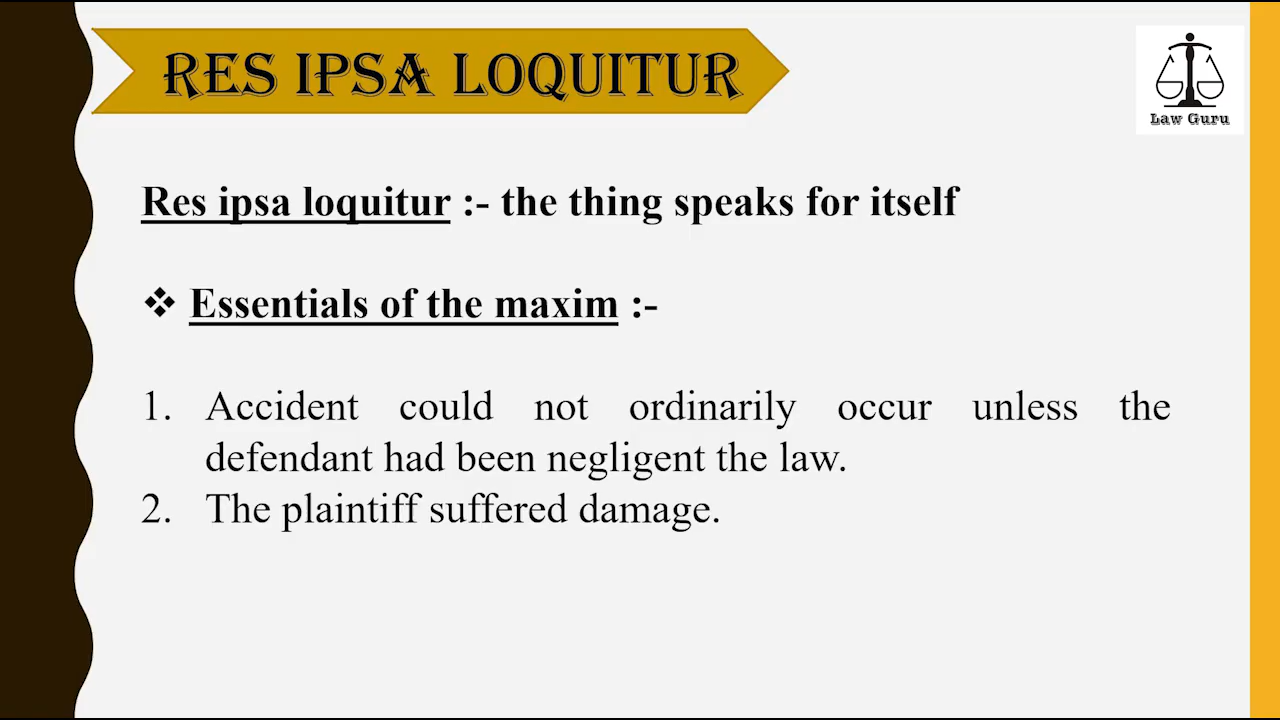 RES IPSA LOQUITUR
Law Guru
Res ipsa loquitur :- the thing speaks for itself
❖ Essentials of the maxim :-
1. Accident could not ordinarily occur unless the
defendant had been negligent the law.
2. The plaintiff suffered damage.